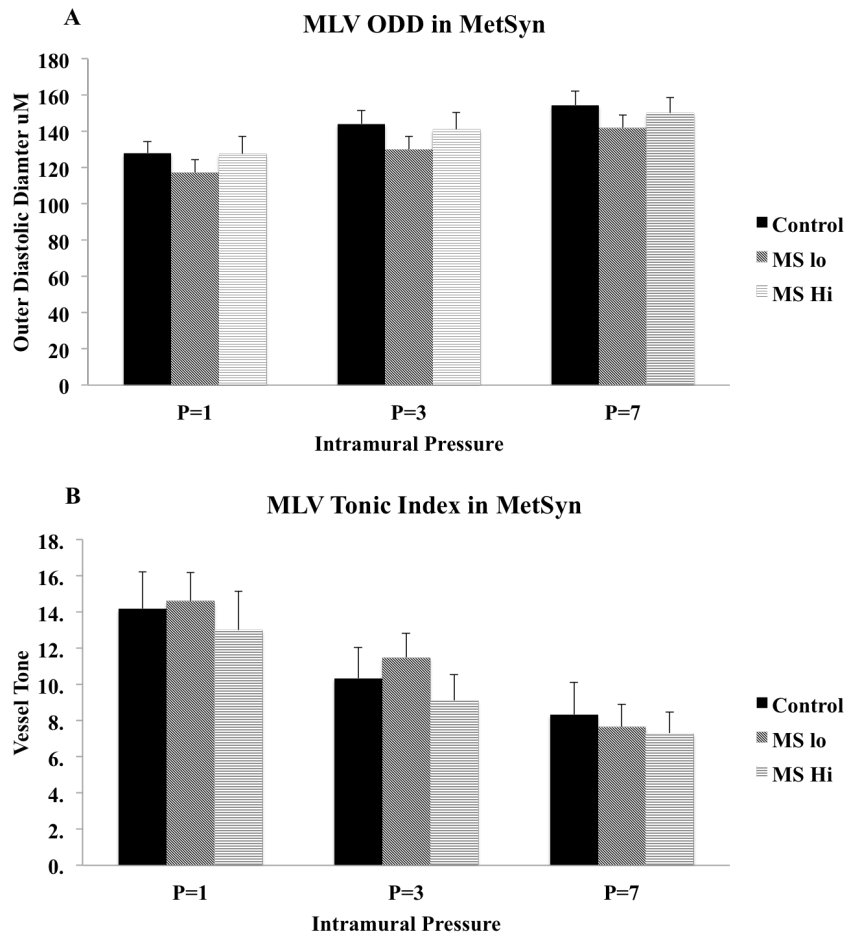 A
MLV ODD in MetSyn
Outer Diastolic Diamter uM
180
160
140
120
100
80
60
40
20
0
P=1
P=3
P=7
Intramural Pressure
Control
MS lo
MS Hi
B
MLV Tonic Index in MetSyn
Vessel Tone
18.
16.
14.
12.
10.
8.
6.
4.
2.
0.
P=1
P=3
P=7
Intramural Pressure
Control
MS lo
MS Hi